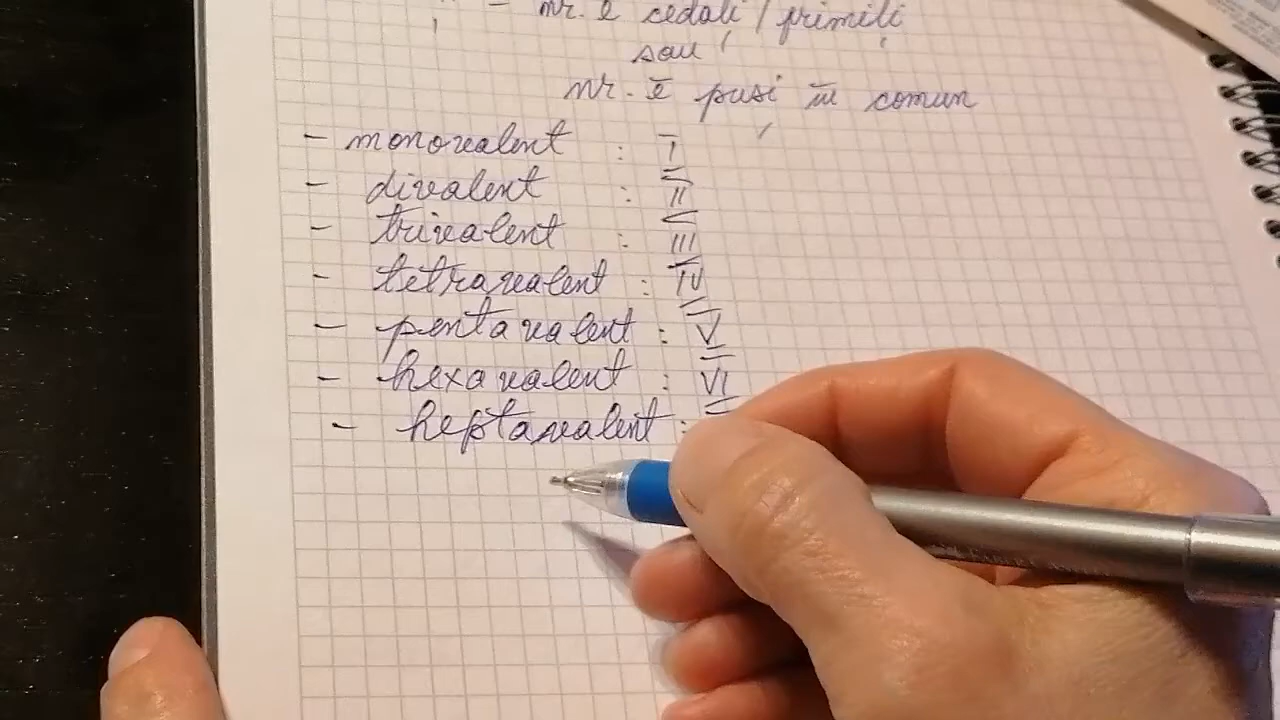 - nr. ē cedați / primiți
sau
nr. ē puși în comun
- monovalent : I
- divalent : II
- trivalent : III
- tetravalent : IV
- pentavalent : V
- hexavalent : VI
- heptavalent :